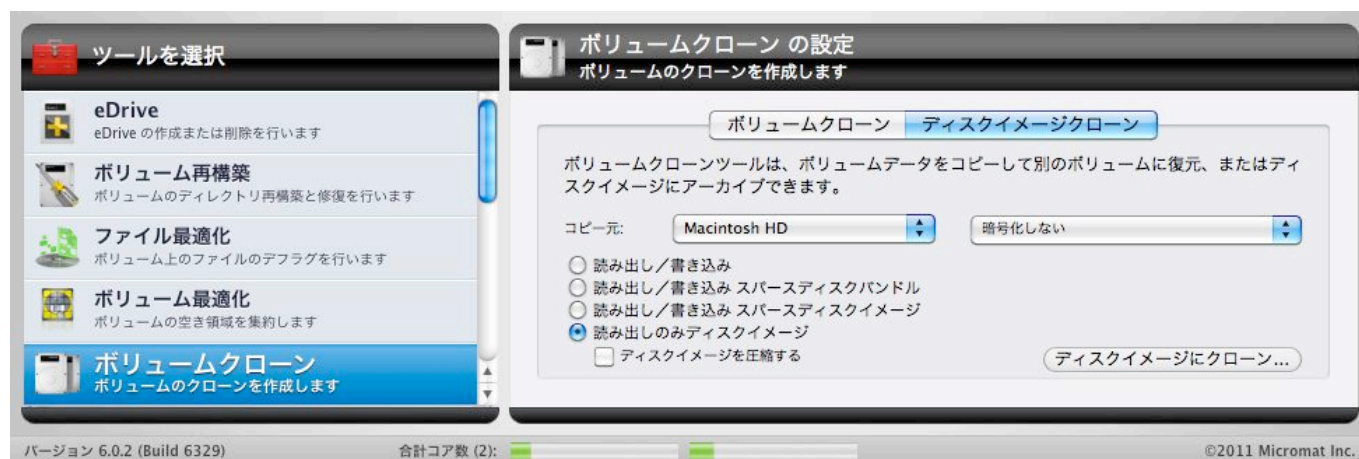 ツールを選択
eDrive
eDrive の作成または削除を行います
ボリューム再構築
ボリュームのディレクトリ再構築と修復を行います
ファイル最適化
ボリューム上のファイルのデフラグを行います
ボリューム最適化
ボリュームの空き領域を集約します
ボリュームクローン
ボリュームのクローンを作成します
ボリュームクローン の設定
ボリュームのクローンを作成します
ボリュームクローン ディスクイメージクローン
ボリュームクローンツールは、ボリュームデータをコピーして別のボリュームに復元、またはディ
スクイメージにアーカイブできます。
コピー元: Macintosh HD 暗号化しない
読み出し／書き込み
読み出し／書き込み スパースディスクバンドル
読み出し／書き込み スパースディスクイメージ
読み出しのみディスクイメージ
ディスクイメージを圧縮する ディスクイメージにクローン...
バージョン 6.0.2 (Build 6329) 合計コア数 (2): ©2011 Micromat Inc.